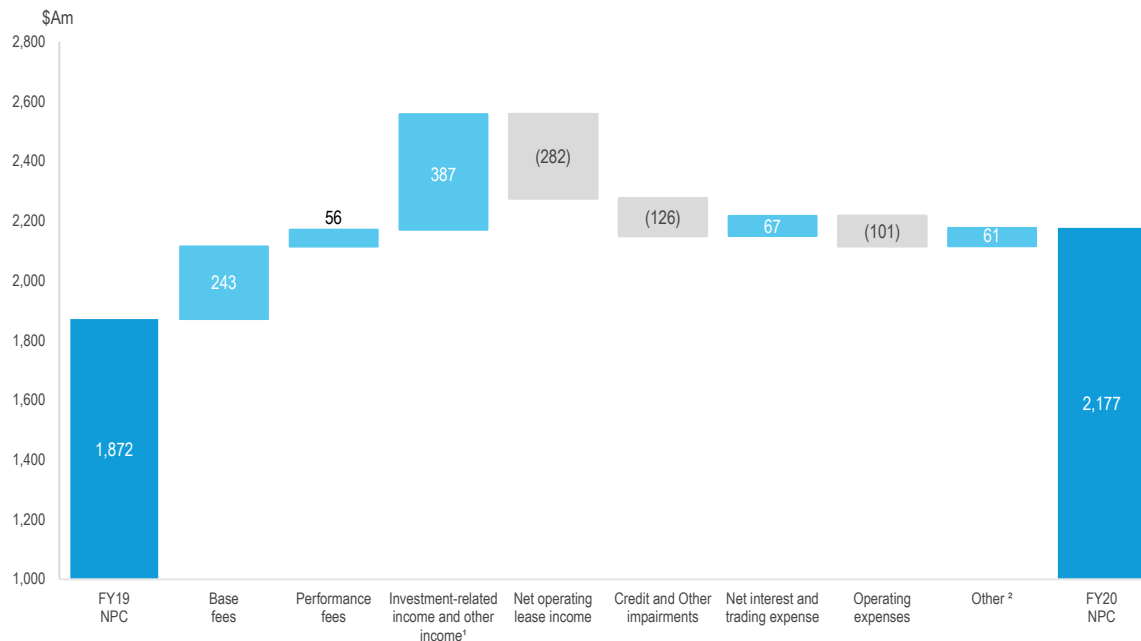 $Am
2,800
2,600
2,400
2,200
2,000
1,800
1,600
1,400
1,200
1,000
1,872
243
56
387
(282)
(126)
67
(101)
61
2,177
FY19
NPC
Base
fees
Performance
fees
Investment-related
income and other
income¹
Net operating
lease income
Credit and Other
impairments
Net interest and
trading expense
Operating
expenses
Other ²
FY20
NPC